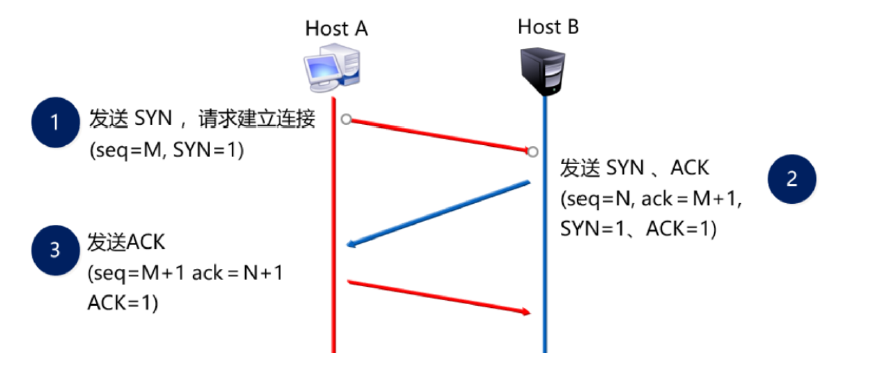 Host A
Host B
1
发送 SYN ，请求建立连接
(seq=M, SYN=1)
发送 SYN 、ACK
(seq=N, ack=M+1,
SYN=1、ACK=1)
2
3
发送ACK
(seq=M+1 ack=N+1
ACK=1)